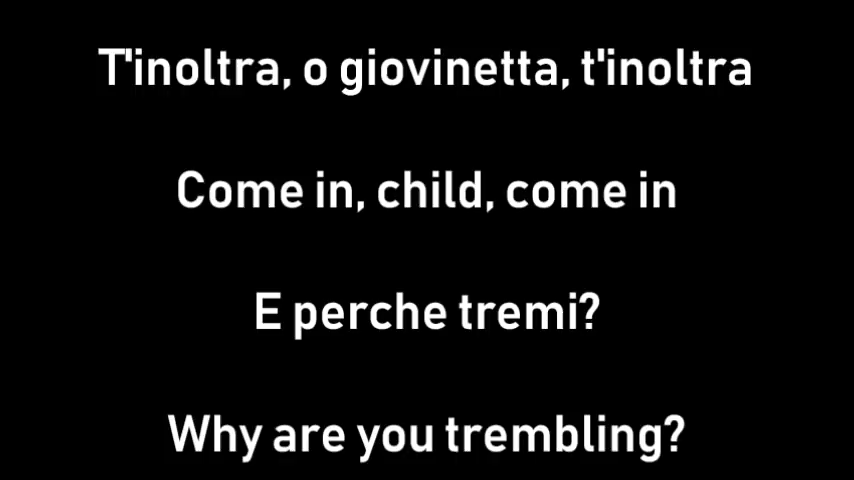 T'inoltra, o giovinetta, t'inoltra
Come in, child, come in
E perche tremi?
Why are you trembling?